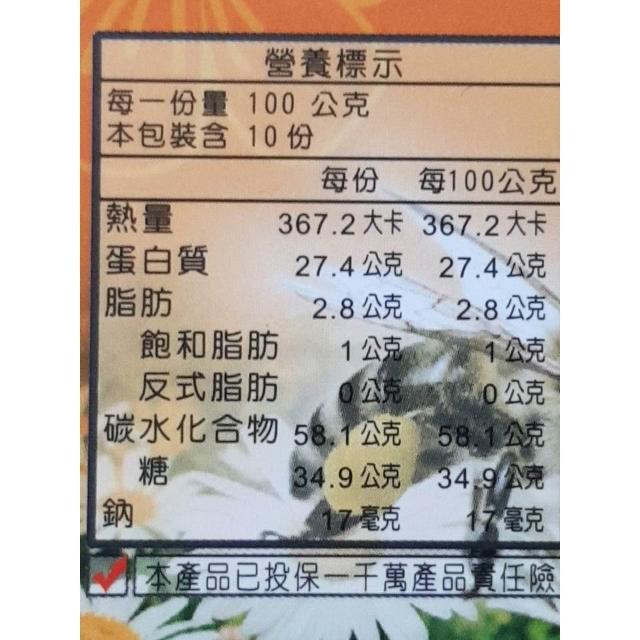 營養標示
每一份量 100 公克
本包裝含 10 份
每份 每100公克
熱量 367.2 大卡 367.2 大卡
蛋白質 27.4 公克 27.4 公克
脂肪 2.8 公克 2.8 公克
飽和脂肪 1 公克 1 公克
反式脂肪 0 公克 0 公克
碳水化合物 58.1 公克 58.1 公克
糖 34.9 公克 34.9 公克
鈉 17 毫克 17 毫克
本產品已投保一千萬產品責任險